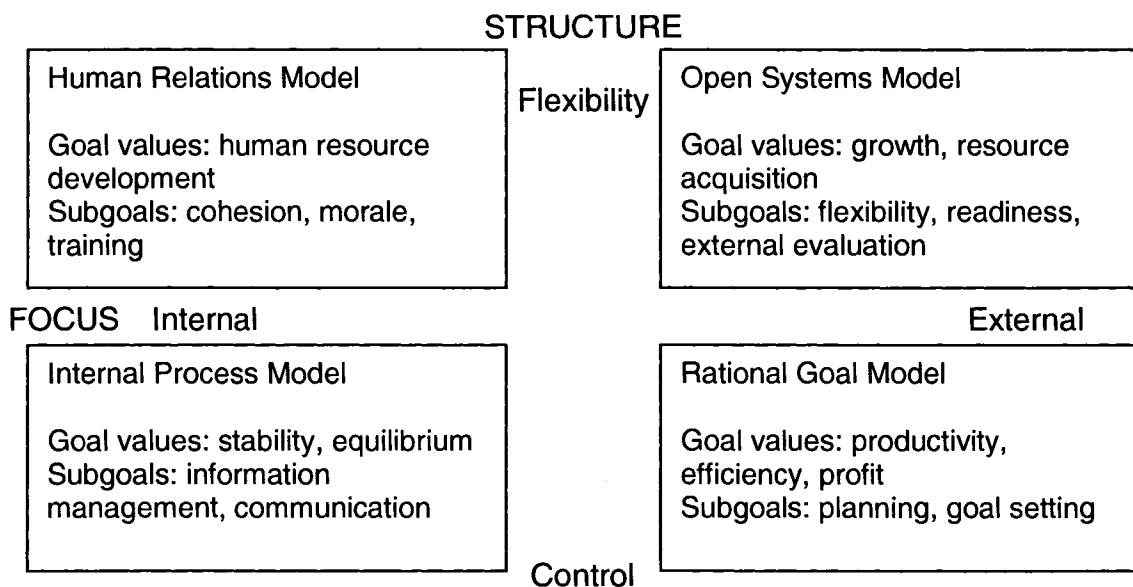 STRUCTURE
Human Relations Model
Goal values: human resource
development
Subgoals: cohesion, morale,
training
Flexibility
Open Systems Model
Goal values: growth, resource
acquisition
Subgoals: flexibility, readiness,
external evaluation
FOCUS Internal
External
Internal Process Model
Goal values: stability, equilibrium
Subgoals: information
management, communication
Rational Goal Model
Goal values: productivity,
efficiency, profit
Subgoals: planning, goal setting
Control